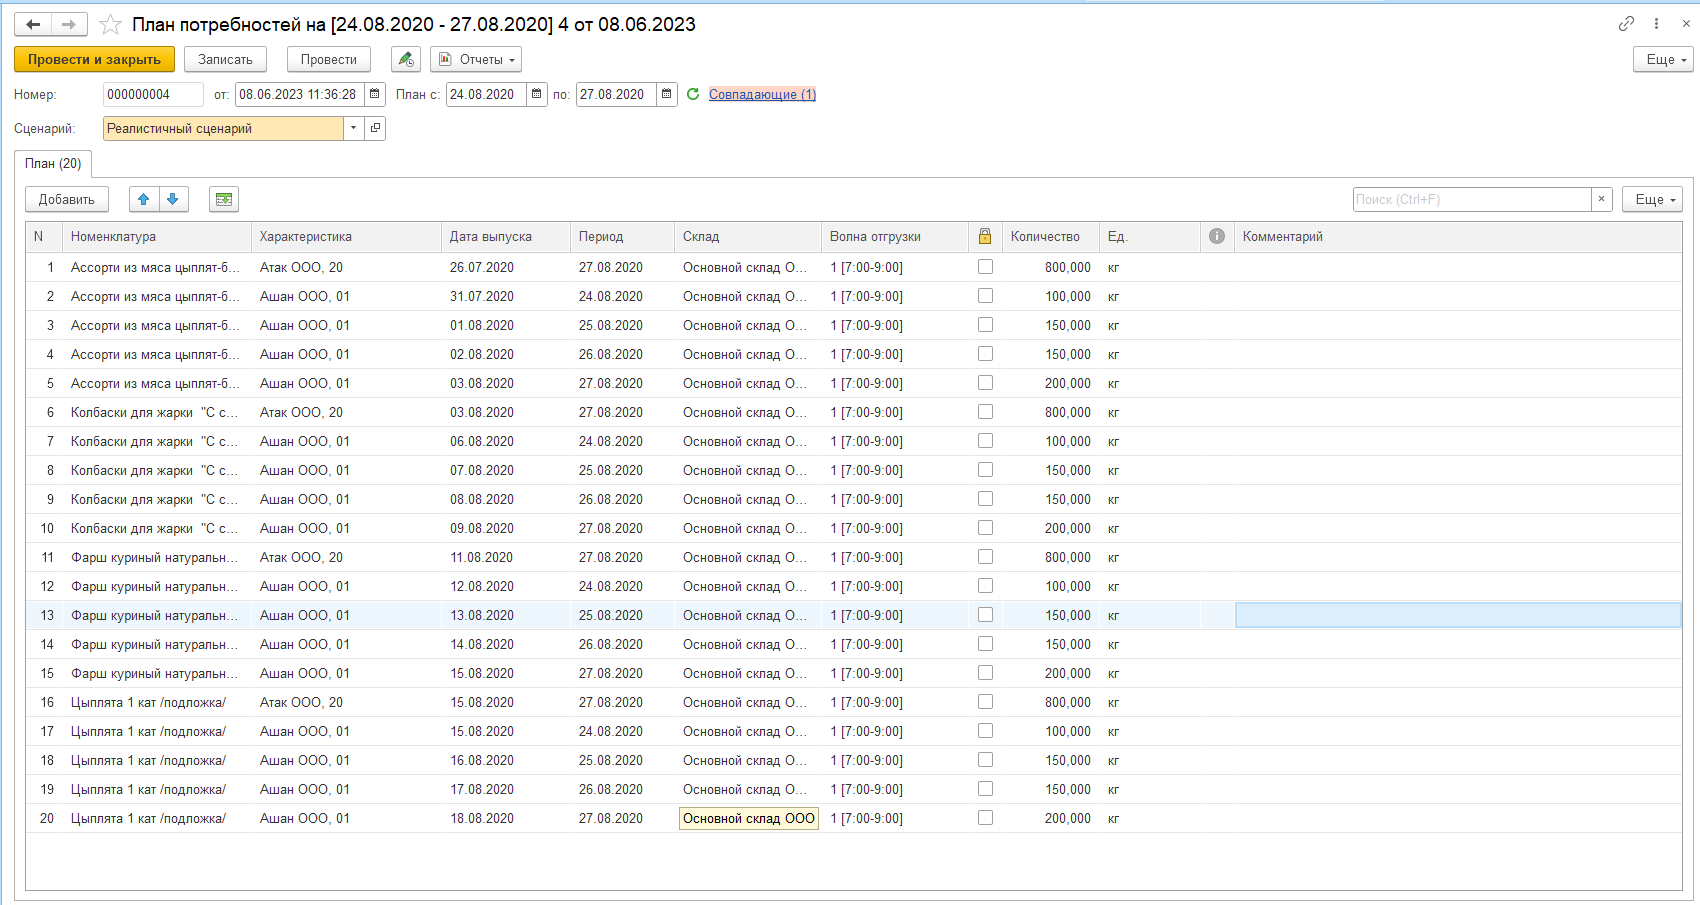 План потребностей на [24.08.2020 - 27.08.2020] 4 от 08.06.2023
Провести и закрыть Записать Провести Отчеты Еще
Номер: 000000004 от: 08.06.2023 11:36:28 План с: 24.08.2020 по: 27.08.2020 Совпадающие (1)
Сценарий: Реалистичный сценарий
План (20)
Добавить Поиск (Ctrl+F) × Еще
N Номенклатура Характеристика Дата выпуска Период Склад Волна отгрузки Количество Ед. Комментарий
1 Ассорти из мяса цыплят-б... Атак ООО, 20 26.07.2020 27.08.2020 Основной склад О... 1 [7:00-9:00] 800,000 кг
2 Ассорти из мяса цыплят-б... Ашан ООО, 01 31.07.2020 24.08.2020 Основной склад О... 1 [7:00-9:00] 100,000 кг
3 Ассорти из мяса цыплят-б... Ашан ООО, 01 01.08.2020 25.08.2020 Основной склад О... 1 [7:00-9:00] 150,000 кг
4 Ассорти из мяса цыплят-б... Ашан ООО, 01 02.08.2020 26.08.2020 Основной склад О... 1 [7:00-9:00] 150,000 кг
5 Ассорти из мяса цыплят-б... Ашан ООО, 01 03.08.2020 27.08.2020 Основной склад О... 1 [7:00-9:00] 200,000 кг
6 Колбаски для жарки "С с... Атак ООО, 20 03.08.2020 27.08.2020 Основной склад О... 1 [7:00-9:00] 800,000 кг
7 Колбаски для жарки "С с... Ашан ООО, 01 06.08.2020 24.08.2020 Основной склад О... 1 [7:00-9:00] 100,000 кг
8 Колбаски для жарки "С с... Ашан ООО, 01 07.08.2020 25.08.2020 Основной склад О... 1 [7:00-9:00] 150,000 кг
9 Колбаски для жарки "С с... Ашан ООО, 01 08.08.2020 26.08.2020 Основной склад О... 1 [7:00-9:00] 150,000 кг
10 Колбаски для жарки "С с... Ашан ООО, 01 09.08.2020 27.08.2020 Основной склад О... 1 [7:00-9:00] 200,000 кг
11 Фарш куриный натуральн... Атак ООО, 20 11.08.2020 27.08.2020 Основной склад О... 1 [7:00-9:00] 800,000 кг
12 Фарш куриный натуральн... Ашан ООО, 01 12.08.2020 24.08.2020 Основной склад О... 1 [7:00-9:00] 100,000 кг
13 Фарш куриный натуральн... Ашан ООО, 01 13.08.2020 25.08.2020 Основной склад О... 1 [7:00-9:00] 150,000 кг
14 Фарш куриный натуральн... Ашан ООО, 01 14.08.2020 26.08.2020 Основной склад О... 1 [7:00-9:00] 150,000 кг
15 Фарш куриный натуральн... Ашан ООО, 01 15.08.2020 27.08.2020 Основной склад О... 1 [7:00-9:00] 200,000 кг
16 Цыплята 1 кат /подложка/ Атак ООО, 20 15.08.2020 27.08.2020 Основной склад О... 1 [7:00-9:00] 800,000 кг
17 Цыплята 1 кат /подложка/ Ашан ООО, 01 15.08.2020 24.08.2020 Основной склад О... 1 [7:00-9:00] 100,000 кг
18 Цыплята 1 кат /подложка/ Ашан ООО, 01 16.08.2020 25.08.2020 Основной склад О... 1 [7:00-9:00] 150,000 кг
19 Цыплята 1 кат /подложка/ Ашан ООО, 01 17.08.2020 26.08.2020 Основной склад О... 1 [7:00-9:00] 150,000 кг
20 Цыплята 1 кат /подложка/ Ашан ООО, 01 18.08.2020 27.08.2020 Основной склад ООО 1 [7:00-9:00] 200,000 кг